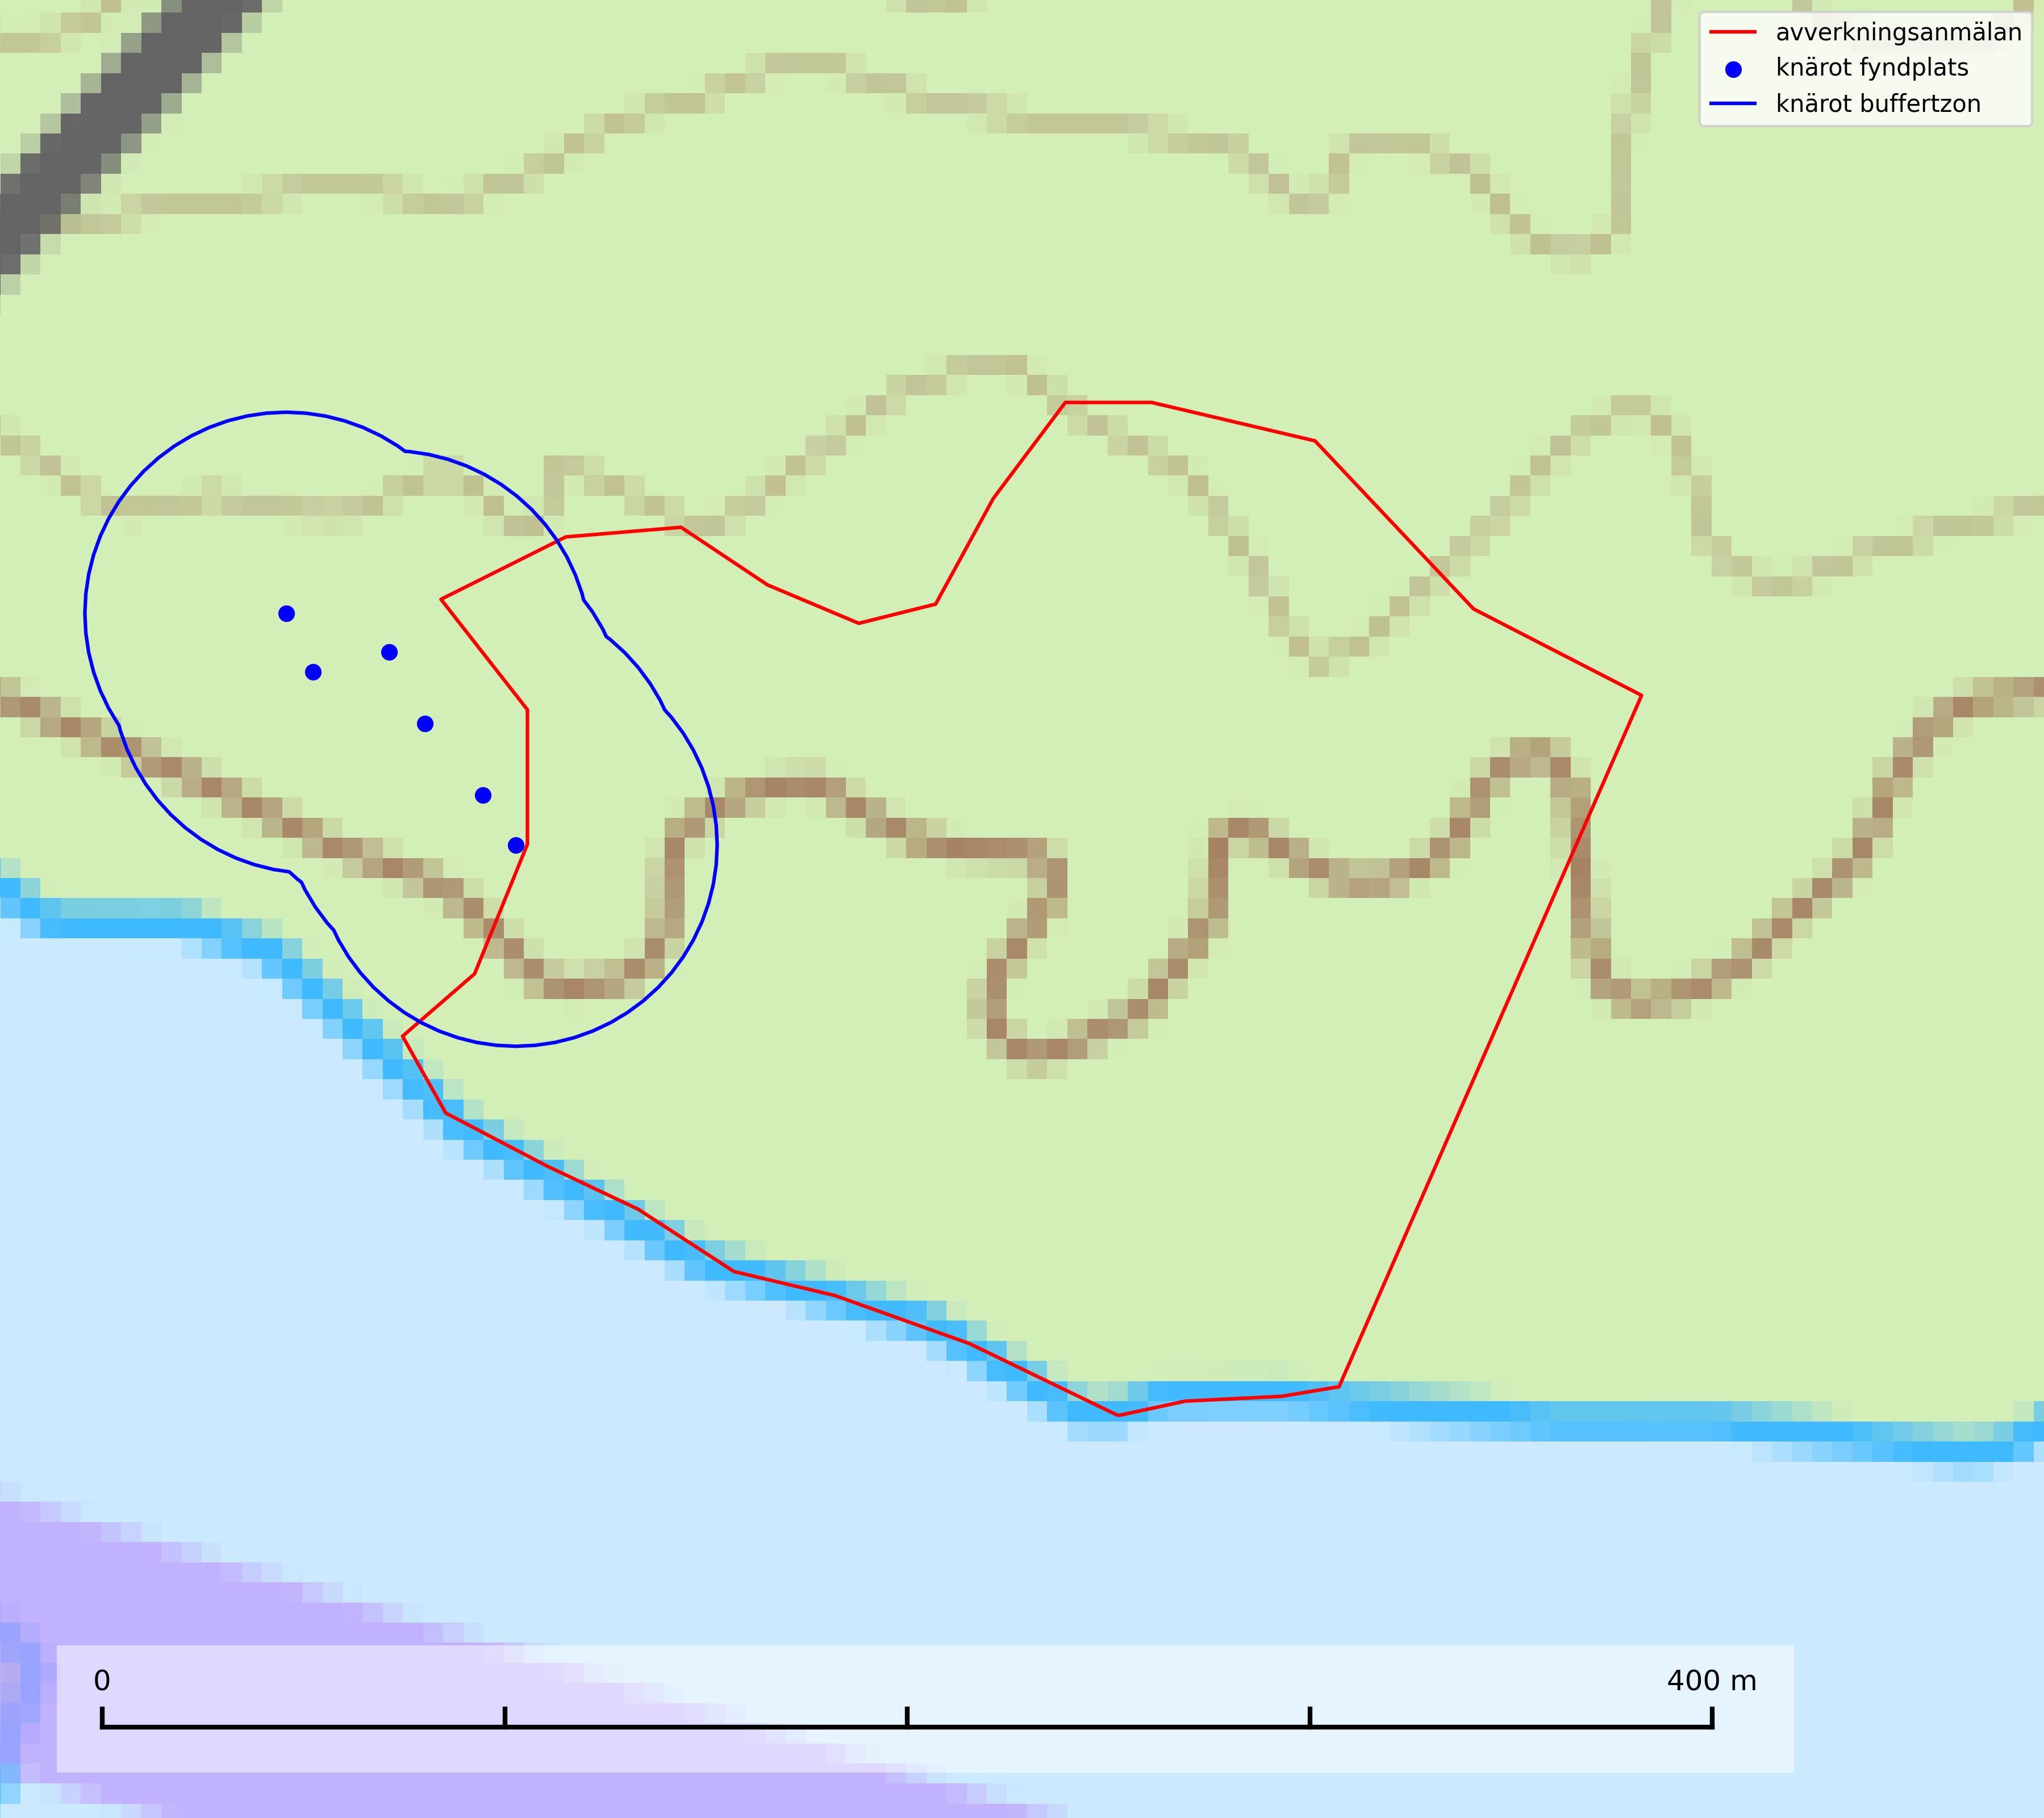 avverkningsanmälan
knärot fyndplats
knärot buffertzon
0
400 m